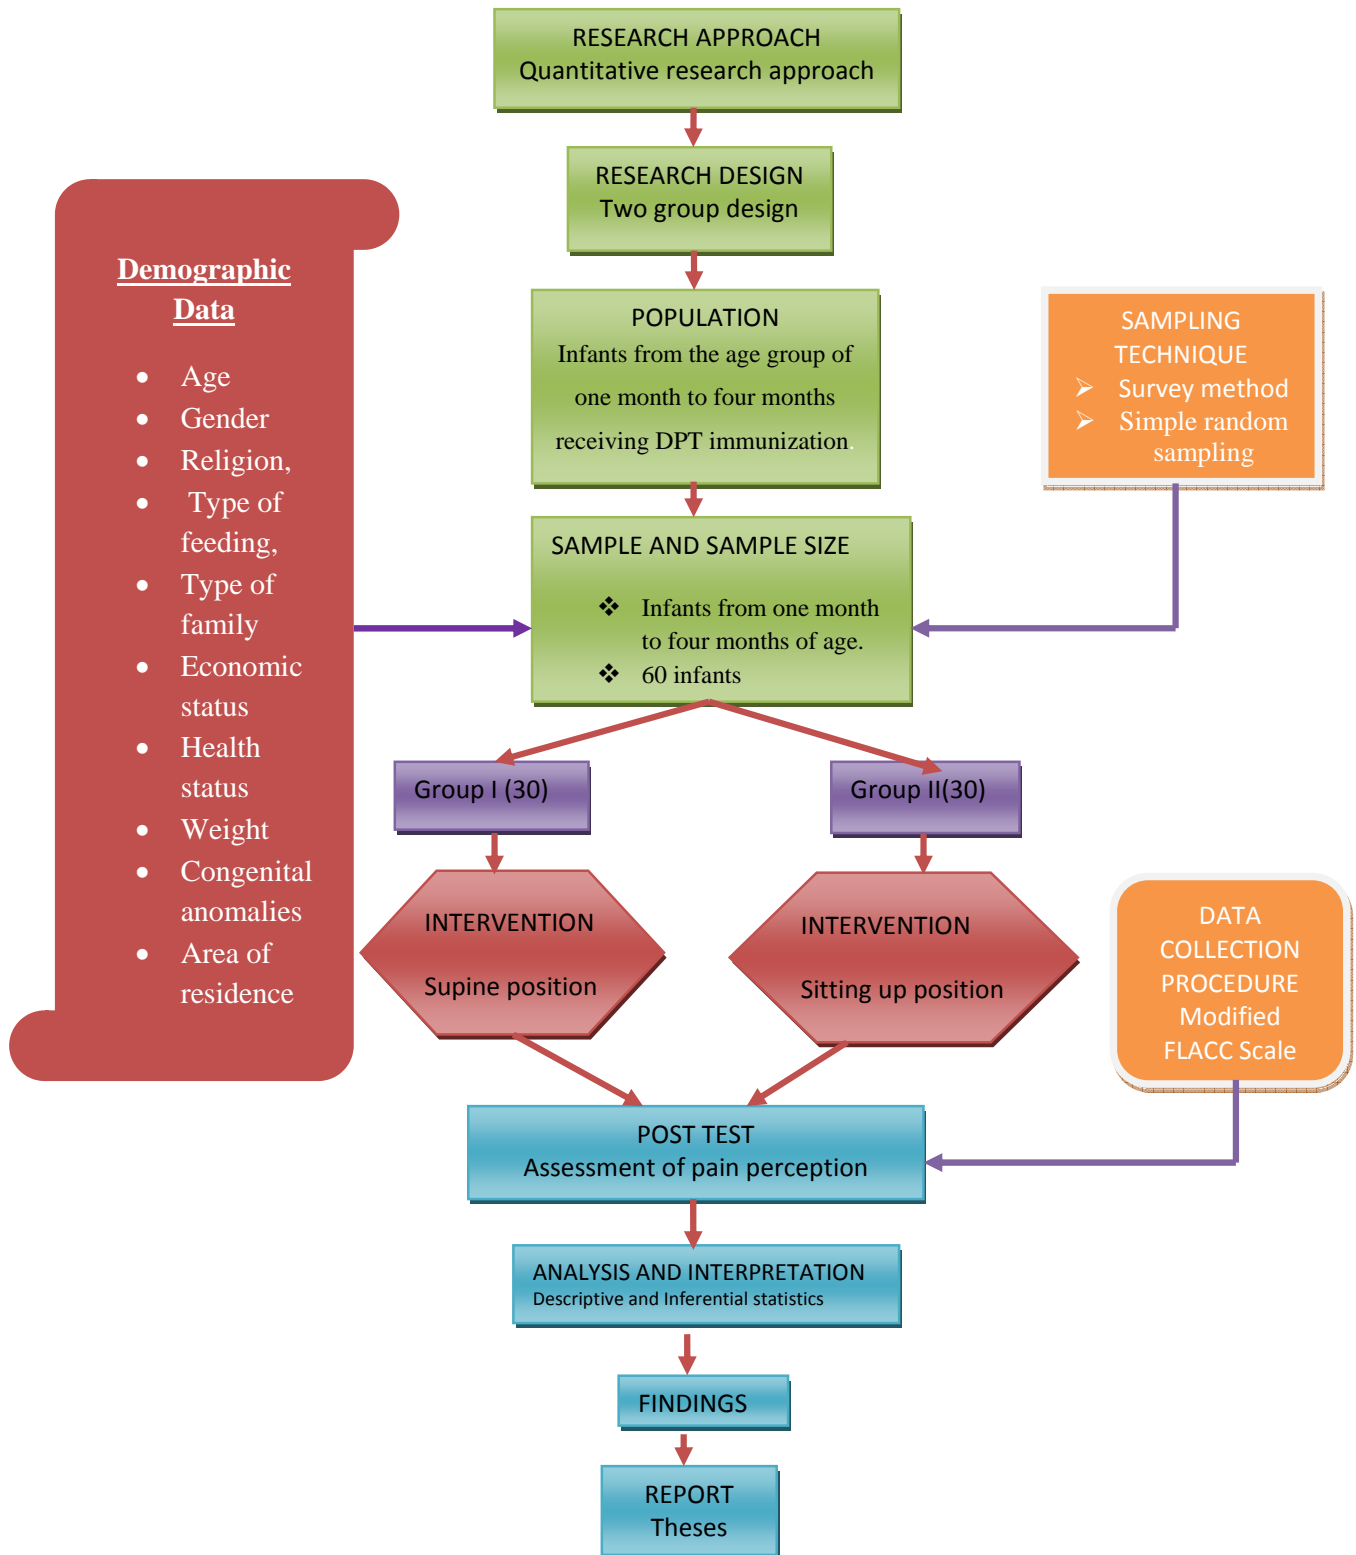 RESEARCH APPROACH
Quantitative research approach
RESEARCH DESIGN
Two group design
Demographic
Data
• Age
• Gender
• Religion,
• Type of
feeding,
• Type of
family
• Economic
status
• Health
status
• Weight
• Congenital
anomalies
• Area of
residence
POPULATION
Infants from the age group of
one month to four months
receiving DPT immunization.
SAMPLING
TECHNIQUE
➢ Survey method
➢ Simple random
sampling
SAMPLE AND SAMPLE SIZE
❖ Infants from one month
to four months of age.
❖ 60 infants
Group I (30)
Group II(30)
INTERVENTION
Supine position
INTERVENTION
Sitting up position
DATA
COLLECTION
PROCEDURE
Modified
FLACC Scale
POST TEST
Assessment of pain perception
ANALYSIS AND INTERPRETATION
Descriptive and Inferential statistics
FINDINGS
REPORT
Theses